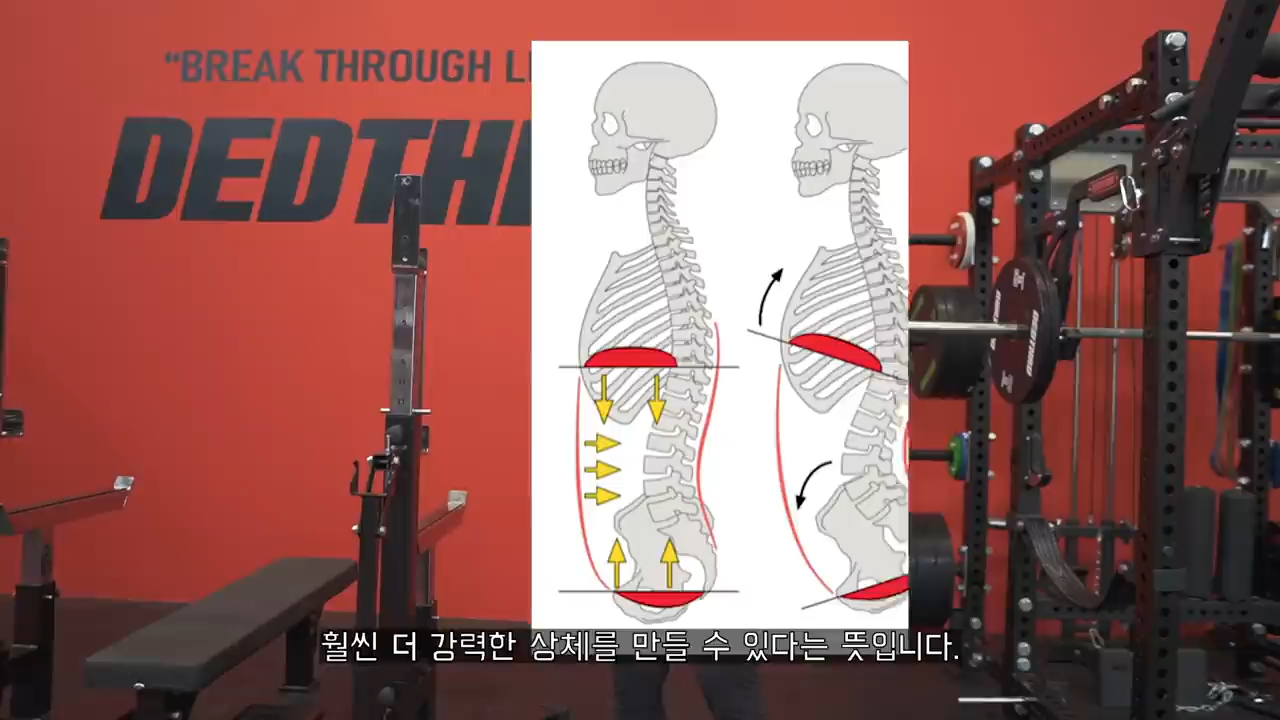 “BREAK THROUGH
DEDTH
훨씬 더 강력한 상체를 만들 수 있다는 뜻입니다.